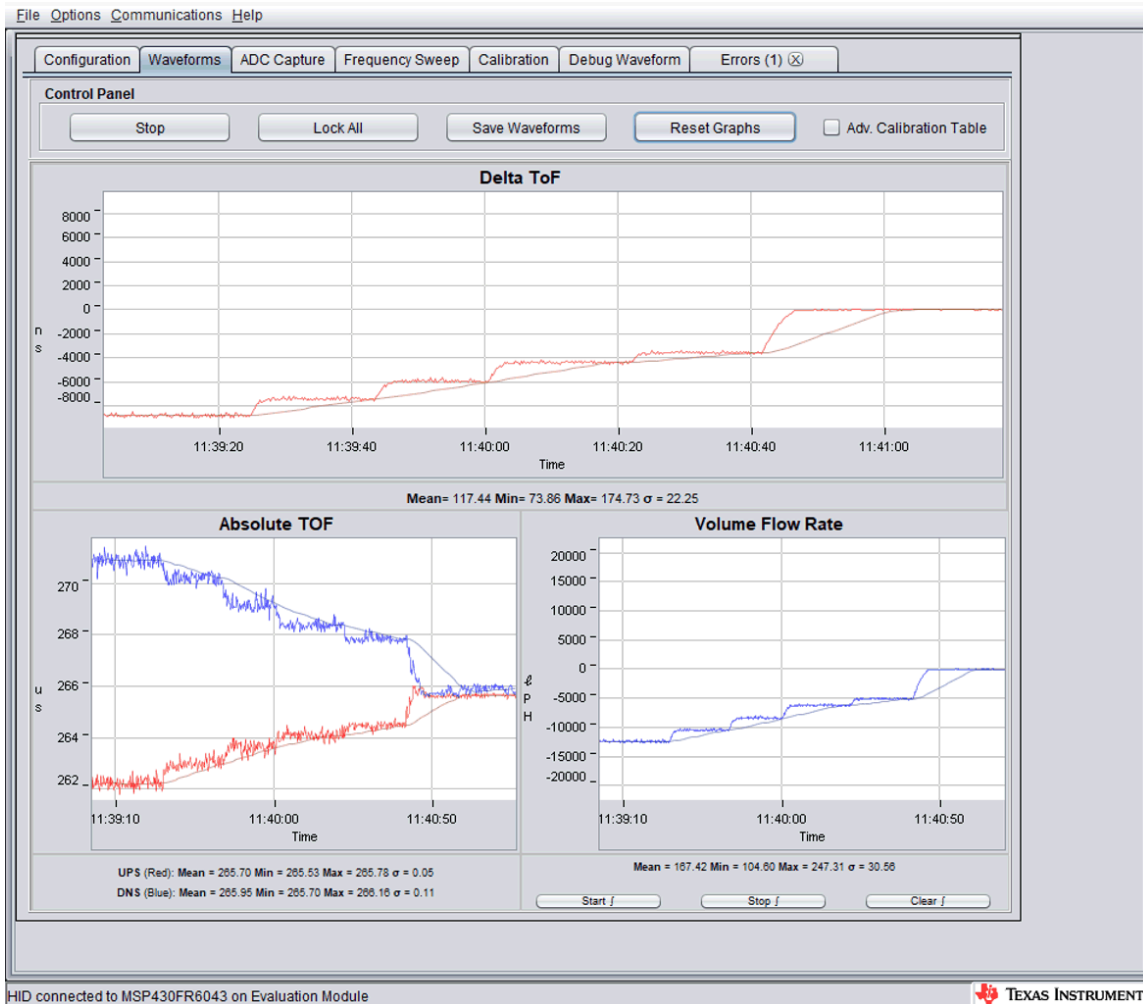 File Options Communications Help
Configuration Waveforms ADC Capture Frequency Sweep Calibration Debug Waveform Errors (1)
Control Panel
Stop Lock All Save Waveforms Reset Graphs Adv. Calibration Table
Delta ToF
8000
6000
4000
2000
0
-2000
-4000
-6000
-8000
n
s
11:39:20 11:39:40 11:40:00 11:40:20 11:40:40 11:41:00
Time
Mean= 117.44 Min= 73.86 Max= 174.73 σ = 22.25
Absolute TOF
270
268
266
264
262
u
s
11:39:10 11:40:00 11:40:50
Time
UPS (Red): Mean = 265.70 Min = 265.53 Max = 265.78 σ = 0.05
DNS (Blue): Mean = 265.95 Min = 265.70 Max = 266.16 σ = 0.11
Volume Flow Rate
20000
15000
10000
5000
0
-5000
-10000
-15000
-20000
ℓ
P
H
11:39:10 11:40:00 11:40:50
Time
Mean = 167.42 Min = 104.60 Max = 247.31 σ = 30.56
Start ∫ Stop ∫ Clear ∫
HID connected to MSP430FR6043 on Evaluation Module
TEXAS INSTRUMENT